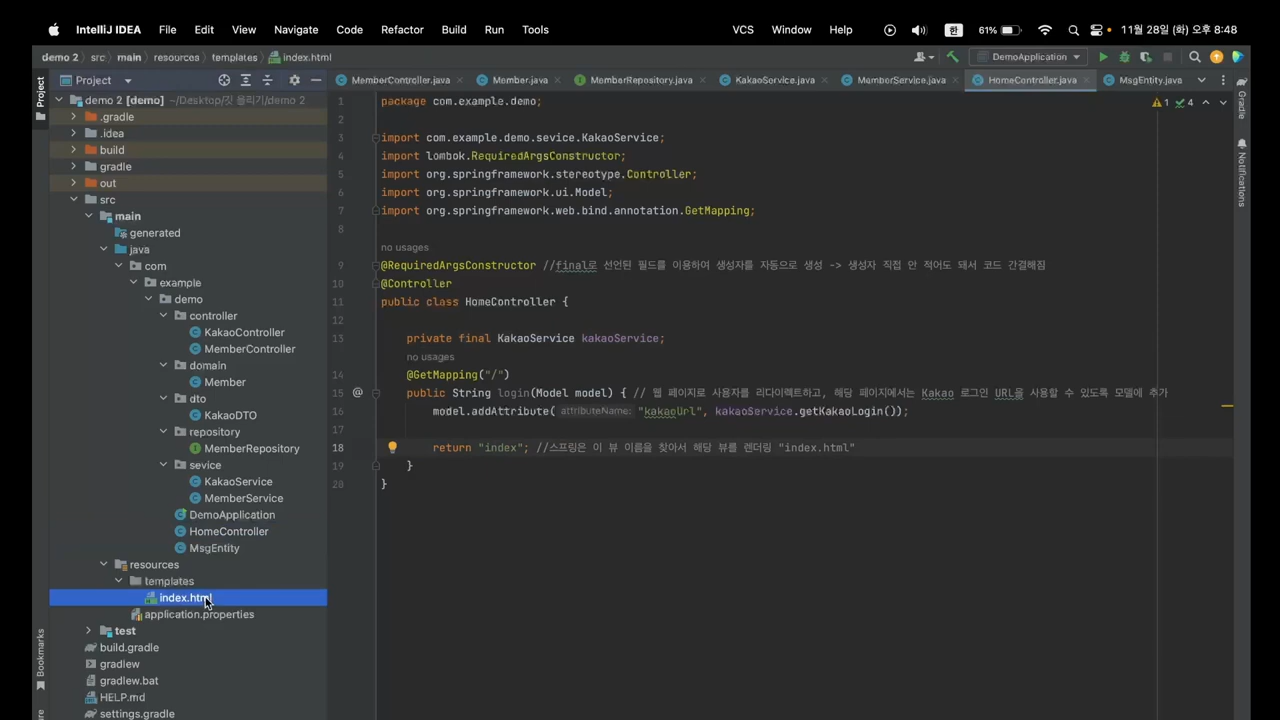 IntelliJ IDEA File Edit View Navigate Code Refactor Build Run Tools VCS Window Help 한 61% 11월 28일 (화) 오후 8:48
demo 2 src main resources templates index.html DemoApplication
Project MemberController.java Member.java MemberRepository.java KakaoService.java MemberService.java HomeController.java MsgEntity.java
Project
Gradle
Notifications
Bookmarks
demo 2 [demo] ~/Desktop/깃 올리기/demo 2
.gradle
.idea
build
gradle
out
src
main
generated
java
com
example
demo
controller
KakaoController
MemberController
domain
Member
dto
KakaoDTO
repository
MemberRepository
sevice
KakaoService
MemberService
DemoApplication
HomeController
MsgEntity
resources
templates
index.html
application.properties
test
build.gradle
gradlew
gradlew.bat
HELP.md
settings.gradle
1 4
1 package com.example.demo;
2
3 import com.example.demo.sevice.KakaoService;
4 import lombok.RequiredArgsConstructor;
5 import org.springframework.stereotype.Controller;
6 import org.springframework.ui.Model;
7 import org.springframework.web.bind.annotation.GetMapping;
8
no usages
9 @RequiredArgsConstructor //final로 선언된 필드를 이용하여 생성자를 자동으로 생성 -> 생성자 직접 안 적어도 돼서 코드 간결해짐
10 @Controller
11 public class HomeController {
12
13 private final KakaoService kakaoService;
no usages
14 @GetMapping("/")
15 @ public String login(Model model) { // 웹 페이지로 사용자를 리다이렉트하고, 해당 페이지에서는 Kakao 로그인 URL을 사용할 수 있도록 모델에 추가
16 model.addAttribute( attributeName: "kakaoUrl", kakaoService.getKakaoLogin());
17
18 return "index"; //스프링은 이 뷰 이름을 찾아서 해당 뷰를 렌더링 "index.html"
19 }
20 }